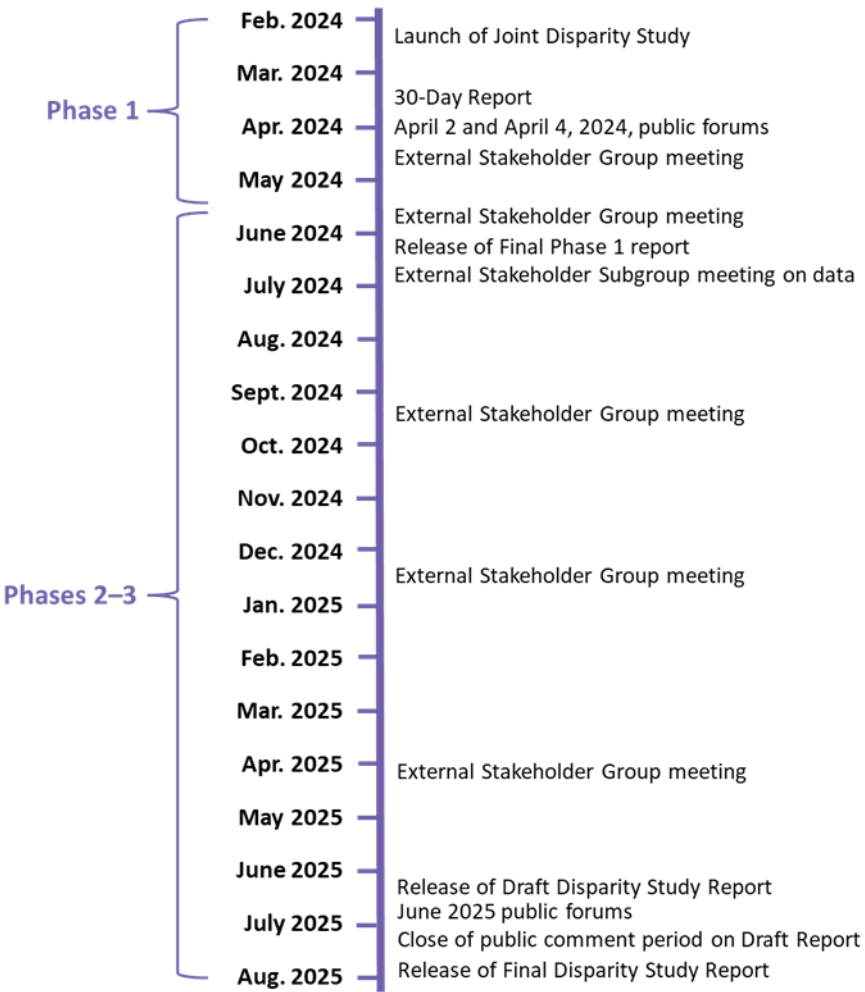 Feb. 2024
Launch of Joint Disparity Study
Mar. 2024
30-Day Report
Phase 1
Apr. 2024
April 2 and April 4, 2024, public forums
External Stakeholder Group meeting
May 2024
External Stakeholder Group meeting
June 2024
Release of Final Phase 1 report
External Stakeholder Subgroup meeting on data
July 2024
Aug. 2024
Sept. 2024
External Stakeholder Group meeting
Oct. 2024
Nov. 2024
Dec. 2024
External Stakeholder Group meeting
Phases 2–3
Jan. 2025
Feb. 2025
Mar. 2025
Apr. 2025
External Stakeholder Group meeting
May 2025
June 2025
Release of Draft Disparity Study Report
June 2025 public forums
July 2025
Close of public comment period on Draft Report
Release of Final Disparity Study Report
Aug. 2025